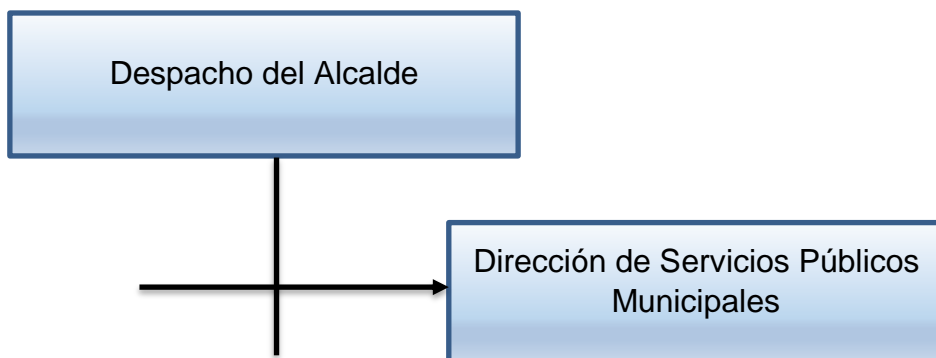 Despacho del Alcalde
Dirección de Servicios Públicos
Municipales